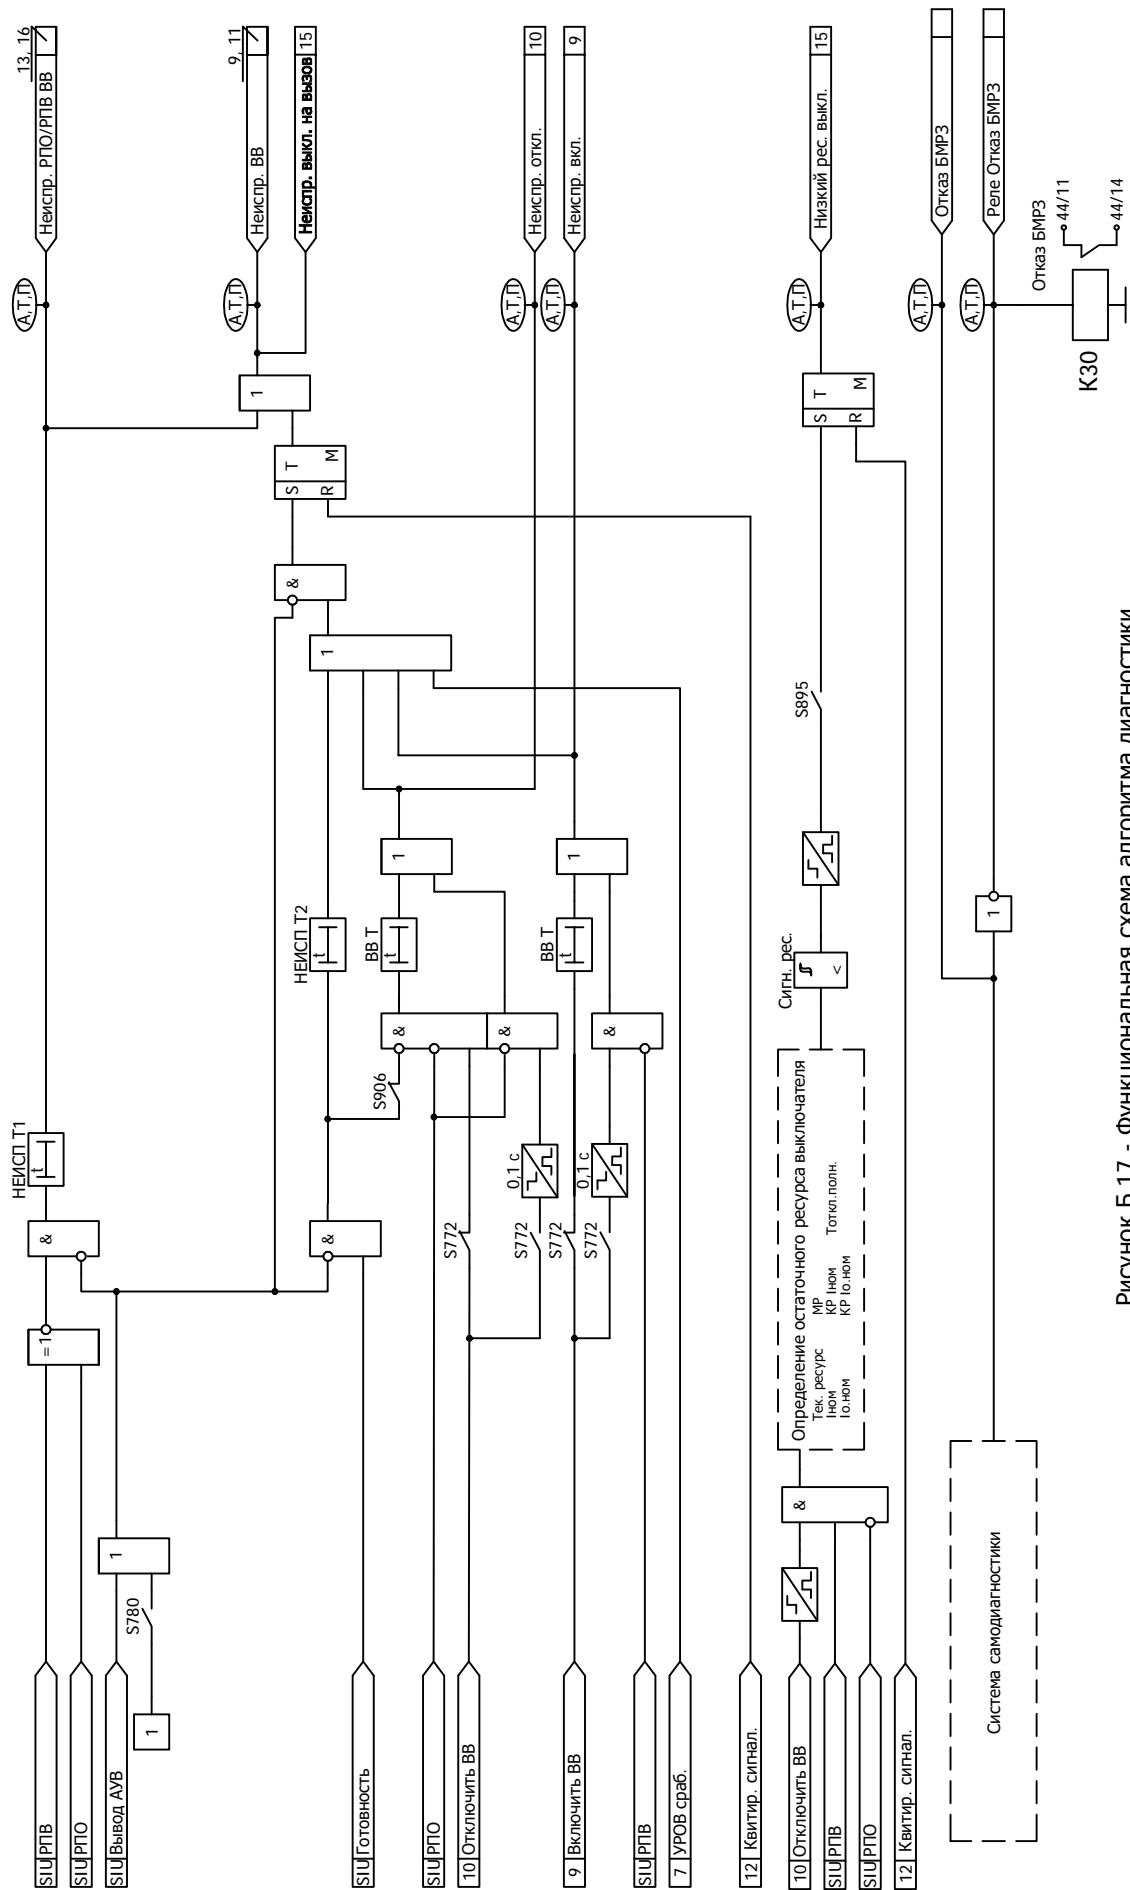 SIU РПВ
SIU РПО
SIU Вывод АУВ
1
S780
1
=1
&
НЕИСП Т1
t
А,Т,П
Неиспр. РПО/РПВ ВВ
13, 16
SIU Готовность
&
НЕИСП Т2
t
1
&
S T
R M
1
А,Т,П
Неиспр. ВВ
9, 11
Неиспр. выкл. на вызов 15
SIU РПО
10 Отключить ВВ
S772
S772
0,1 с
S906
&
&
ВВ Т
t
1
А,Т,П
Неиспр. откл. 10
9 Включить ВВ
SIU РПВ
S772
S772
0,1 с
&
ВВ Т
t
1
А,Т,П
Неиспр. вкл. 9
7 УРОВ сраб.
12 Квитир. сигнал.
10 Отключить ВВ
SIU РПВ
SIU РПО
&
Определение остаточного ресурса выключателя
Тек. ресурс МР
Iном КР Iном Тоткл.полн.
Iо.ном КР Iо.ном
Сигн. рес.
<
S895
S T
R M
А,Т,П
Низкий рес. выкл. 15
12 Квитир. сигнал.
Система самодиагностики
1
А,Т,П
Отказ БМРЗ
А,Т,П
Реле Отказ БМРЗ
К30
Отказ БМРЗ
44/11
44/14
Рисунок Б.17 - Функциональная схема алгоритма диагностики